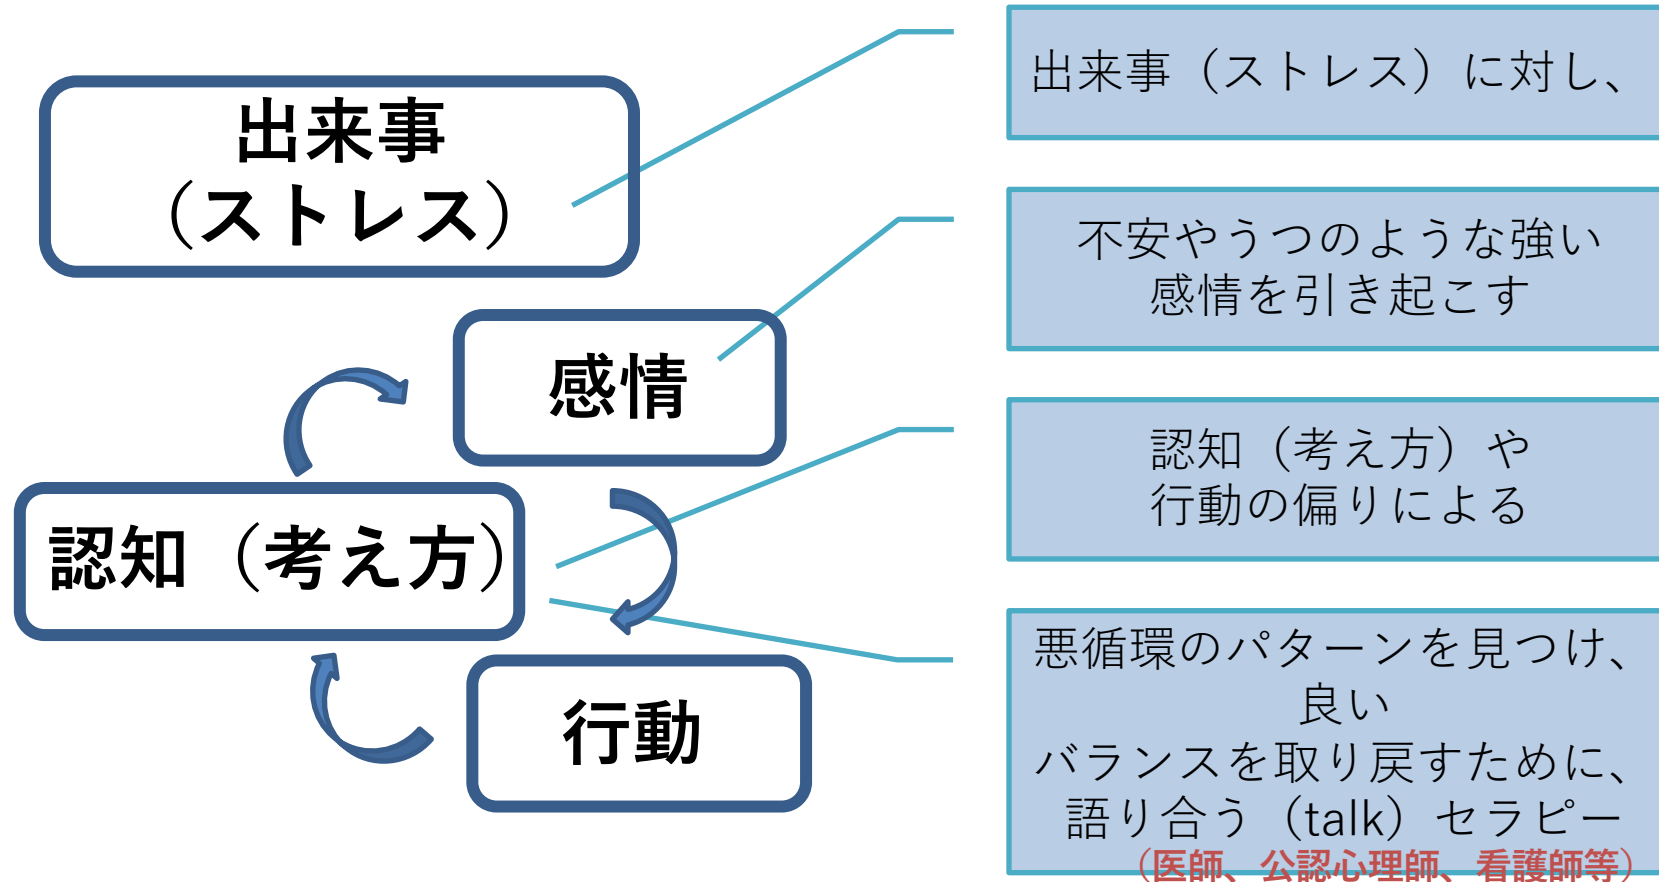 出来事
（ストレス）
感情
認知（考え方）
行動
出来事（ストレス）に対し、
不安やうつのような強い
感情を引き起こす
認知（考え方）や
行動の偏りによる
悪循環のパターンを見つけ、
良い
バランスを取り戻すために、
語り合う（talk）セラピー
（医師、公認心理師、看護師等）